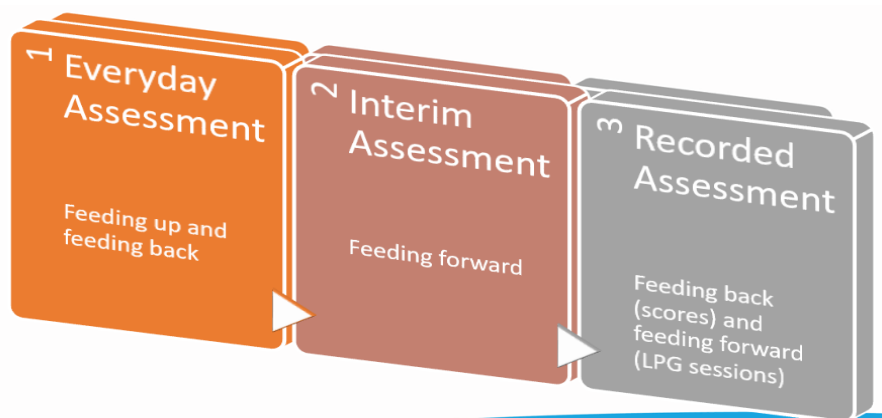 1
Everyday
Assessment
Feeding up and
feeding back
2
Interim
Assessment
Feeding forward
3
Recorded
Assessment
Feeding back
(scores) and
feeding forward
(LPG sessions)